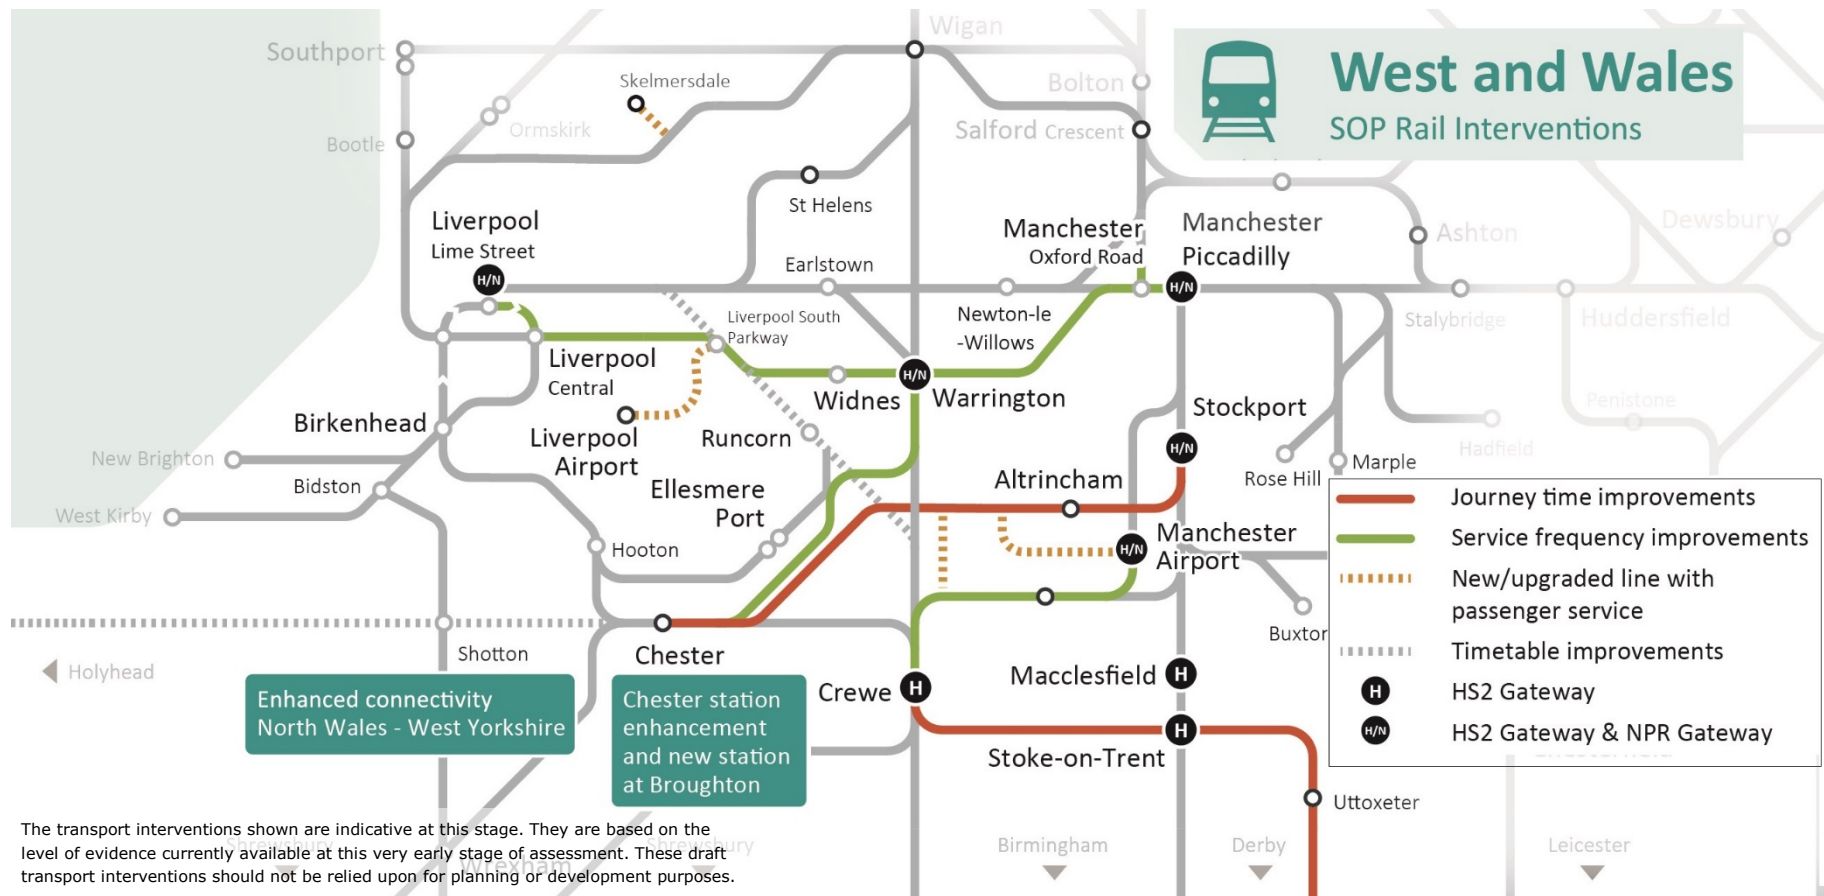 West and Wales
SOP Rail Interventions
Wigan
Southport
Skelmersdale
Bolton
Ormskirk
Salford Crescent
Bootle
St Helens
Liverpool
Lime Street
H/N
Manchester
Oxford Road
Manchester
Piccadilly
H/N
Ashton
Dewsbury
Earlstown
Liverpool South
Parkway
Newton-le
-Willows
Stalybridge
Huddersfield
Liverpool
Central
Widnes
H/N
Warrington
Stockport
H/N
Penistone
Birkenhead
Liverpool
Airport
Runcorn
Hadfield
New Brighton
Bidston
West Kirby
Ellesmere
Port
Altrincham
Rose Hill
Marple
Hooton
H/N
Manchester
Airport
Buxton
Shotton
Chester
Holyhead
Crewe
H
Macclesfield
H
Stoke-on-Trent
H
Uttoxeter
Enhanced connectivity
North Wales - West Yorkshire
Chester station
enhancement
and new station
at Broughton
Journey time improvements
Service frequency improvements
New/upgraded line with
passenger service
Timetable improvements
H HS2 Gateway
H/N HS2 Gateway & NPR Gateway
The transport interventions shown are indicative at this stage. They are based on the
level of evidence currently available at this very early stage of assessment. These draft
transport interventions should not be relied upon for planning or development purposes.
Shrewsbury
Wrexham
Shrewsbury
Birmingham
Derby
Leicester